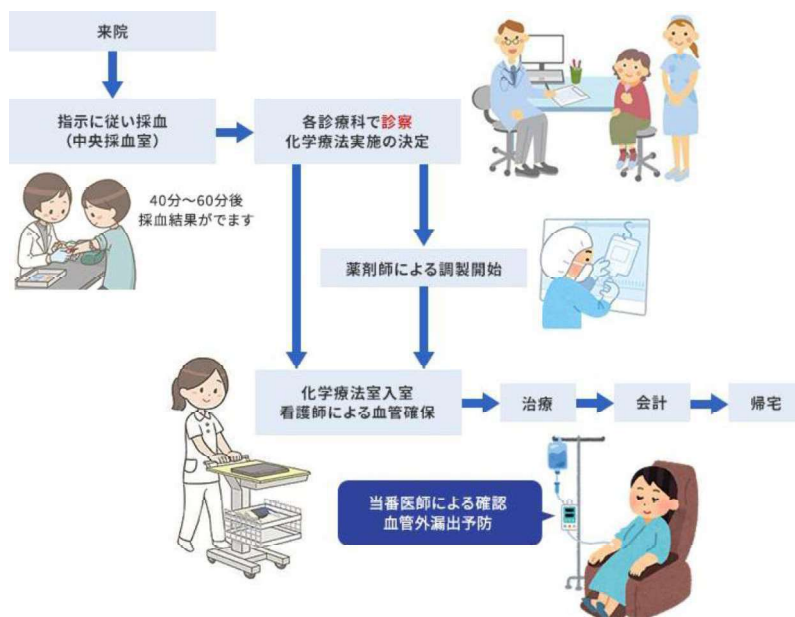 来院
指示に従い採血
（中央採血室）
各診療科で診察
化学療法実施の決定
40分～60分後
採血結果がでます
薬剤師による調製開始
化学療法室入室
看護師による血管確保
治療
会計
帰宅
当番医師による確認
血管外漏出予防